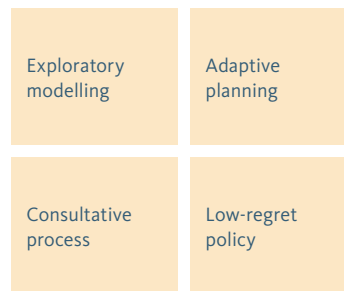 Exploratory
modelling
Adaptive
planning
Consultative
process
Low-regret
policy